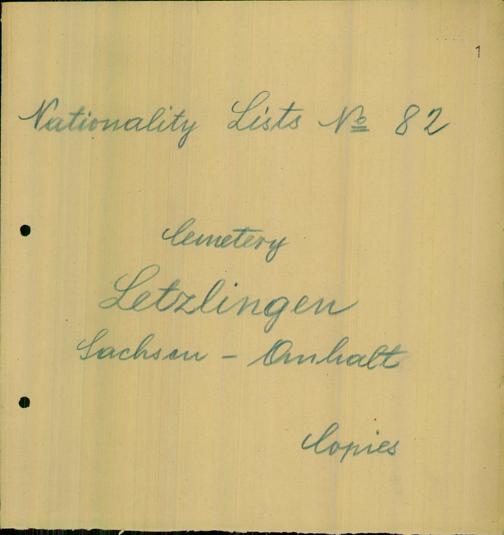 1
Nationality Lists № 82
Cemetery
Letzlingen
Sachsen - Anhalt
Copies